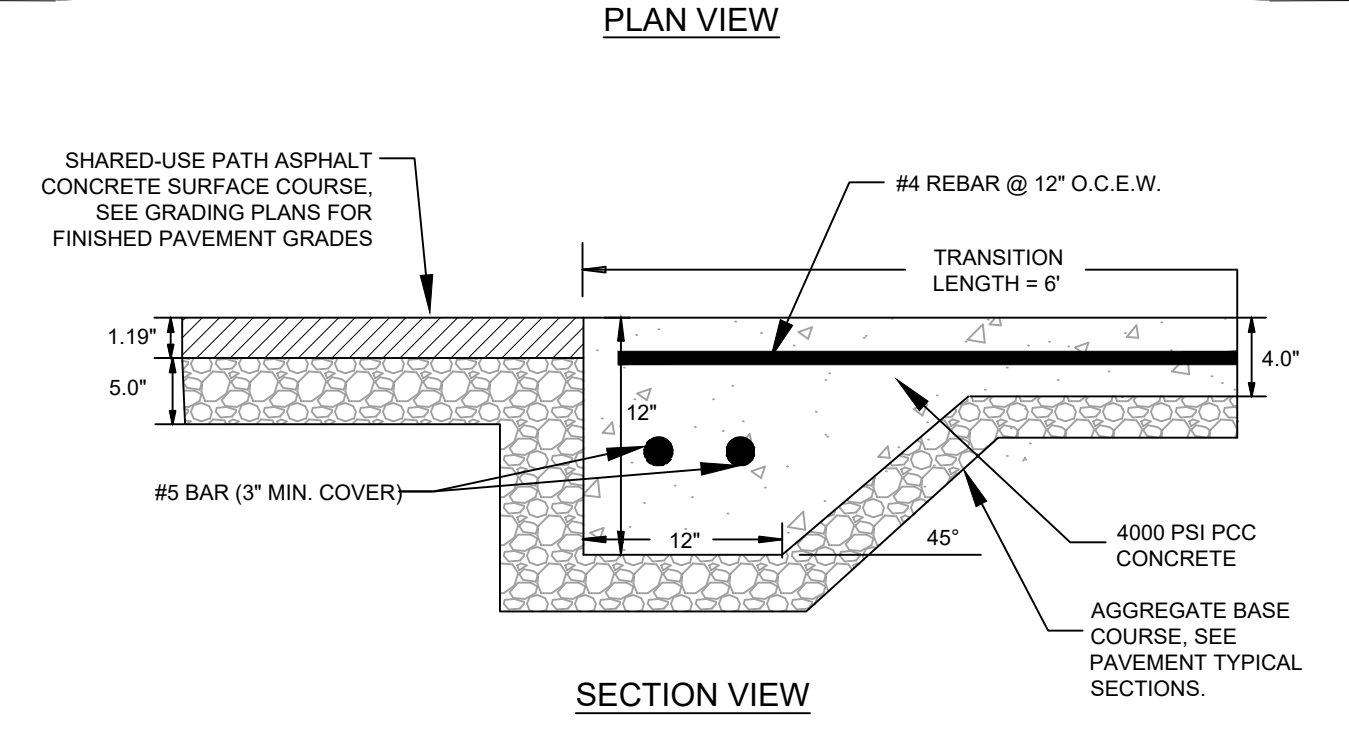 PLAN VIEW
SHARED-USE PATH ASPHALT
CONCRETE SURFACE COURSE,
SEE GRADING PLANS FOR
FINISHED PAVEMENT GRADES
#4 REBAR @ 12" O.C.E.W.
TRANSITION
LENGTH = 6'
1.19"
5.0"
4.0"
12"
#5 BAR (3" MIN. COVER)
12"
45°
4000 PSI PCC
CONCRETE
AGGREGATE BASE
COURSE, SEE
PAVEMENT TYPICAL
SECTIONS.
SECTION VIEW